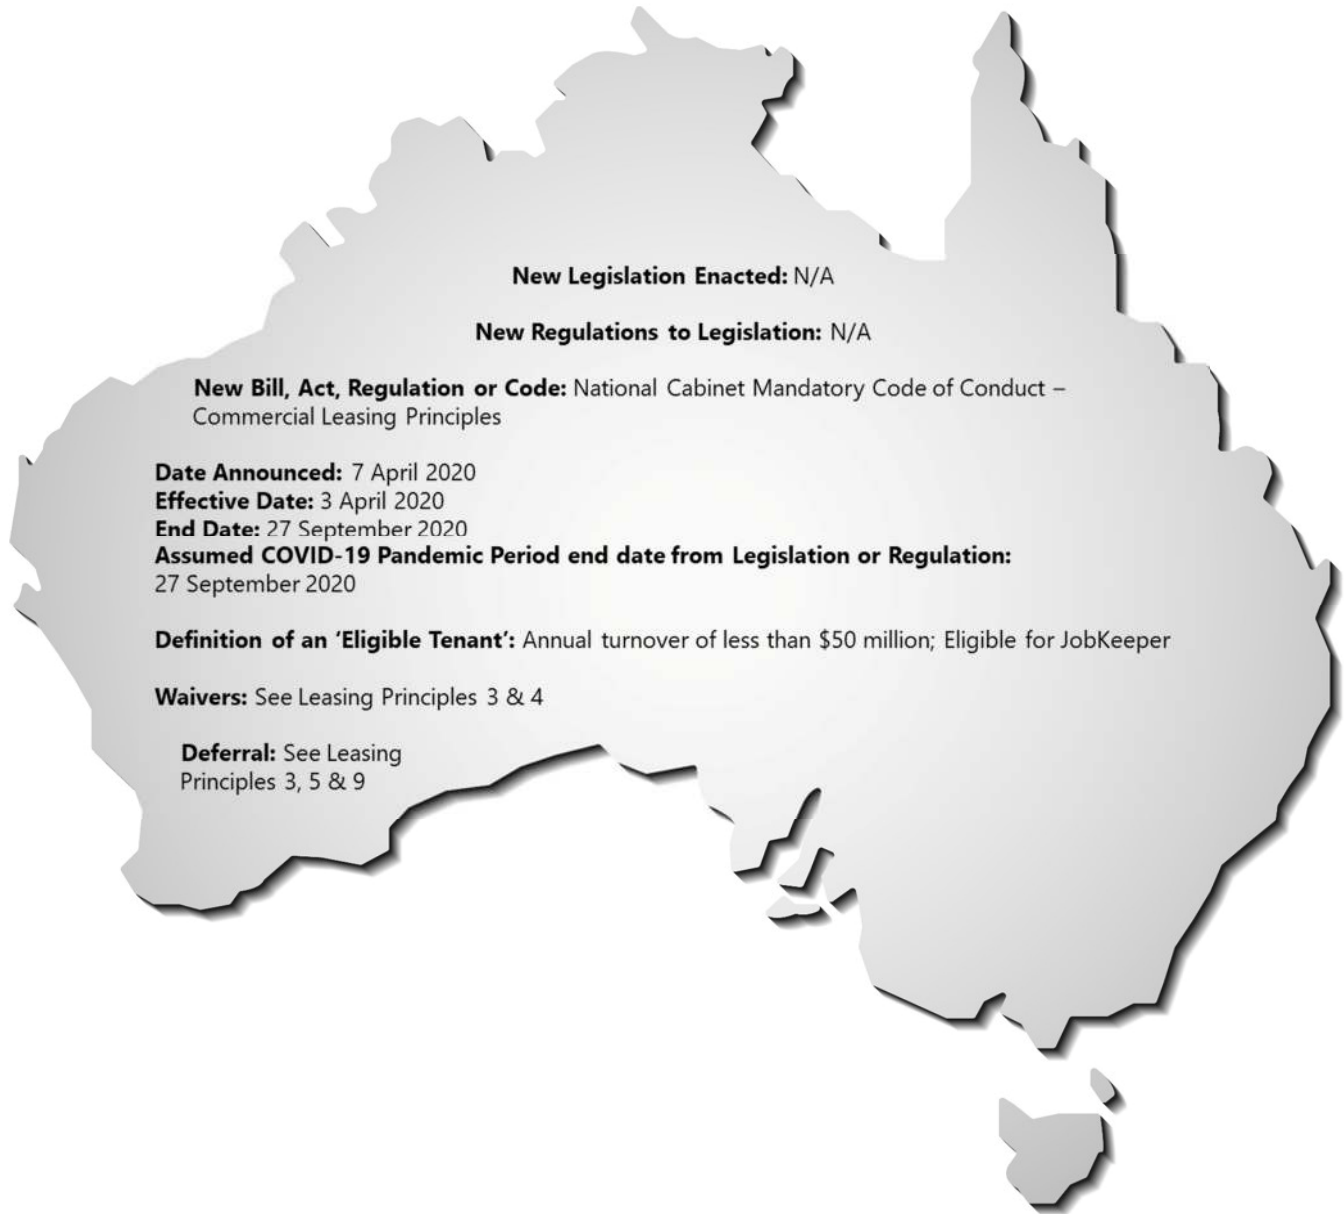 New Legislation Enacted: N/A
New Regulations to Legislation: N/A
New Bill, Act, Regulation or Code: National Cabinet Mandatory Code of Conduct –
Commercial Leasing Principles
Date Announced: 7 April 2020
Effective Date: 3 April 2020
End Date: 27 September 2020
Assumed COVID-19 Pandemic Period end date from Legislation or Regulation:
27 September 2020
Definition of an ‘Eligible Tenant’: Annual turnover of less than $50 million; Eligible for JobKeeper
Waivers: See Leasing Principles 3 & 4
Deferral: See Leasing
Principles 3, 5 & 9